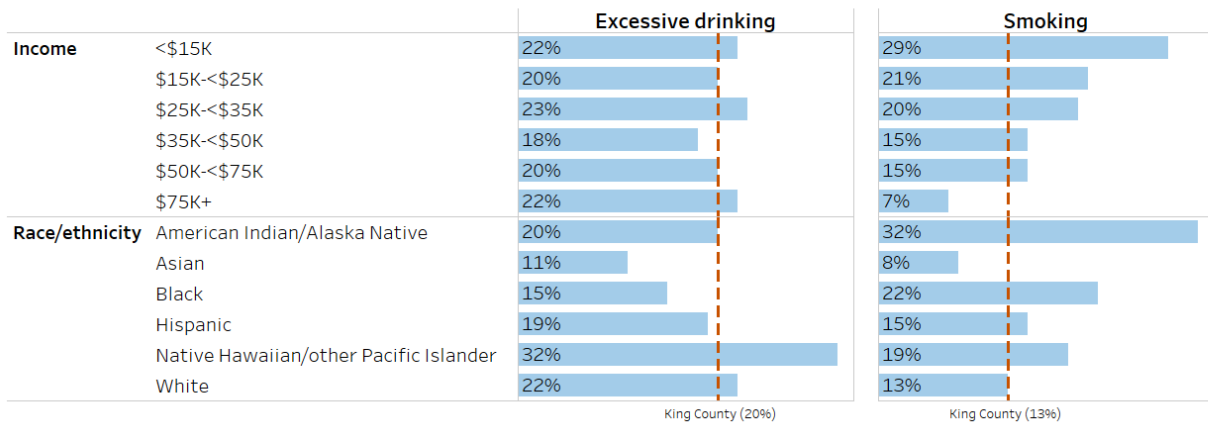 Excessive drinking Smoking
Income <$15K 22% 29%
$15K-<$25K 20% 21%
$25K-<$35K 23% 20%
$35K-<$50K 18% 15%
$50K-<$75K 20% 15%
$75K+ 22% 7%
Race/ethnicity American Indian/Alaska Native 20% 32%
Asian 11% 8%
Black 15% 22%
Hispanic 19% 15%
Native Hawaiian/other Pacific Islander 32% 19%
White 22% 13%
King County (20%) King County (13%)